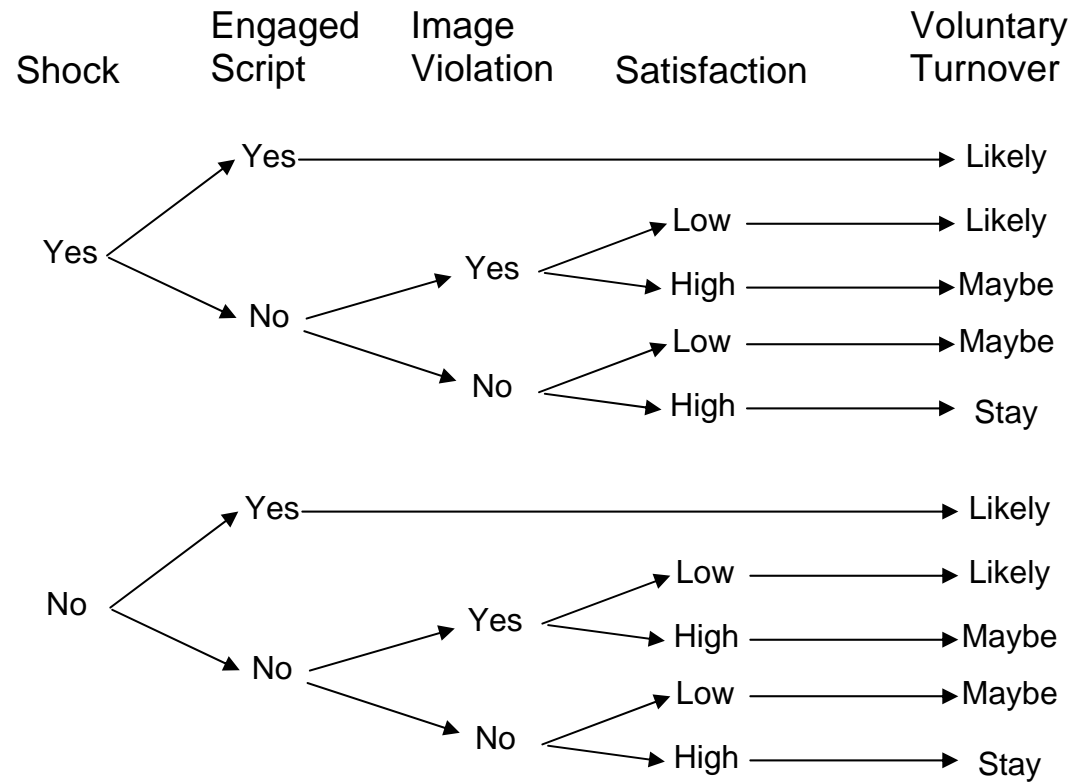 Shock
Engaged
Script
Image
Violation
Satisfaction
Voluntary
Turnover
Yes
Yes
Likely
No
Yes
Low
Likely
High
Maybe
No
Low
Maybe
High
Stay
No
Yes
Likely
No
Yes
Low
Likely
High
Maybe
No
Low
Maybe
High
Stay